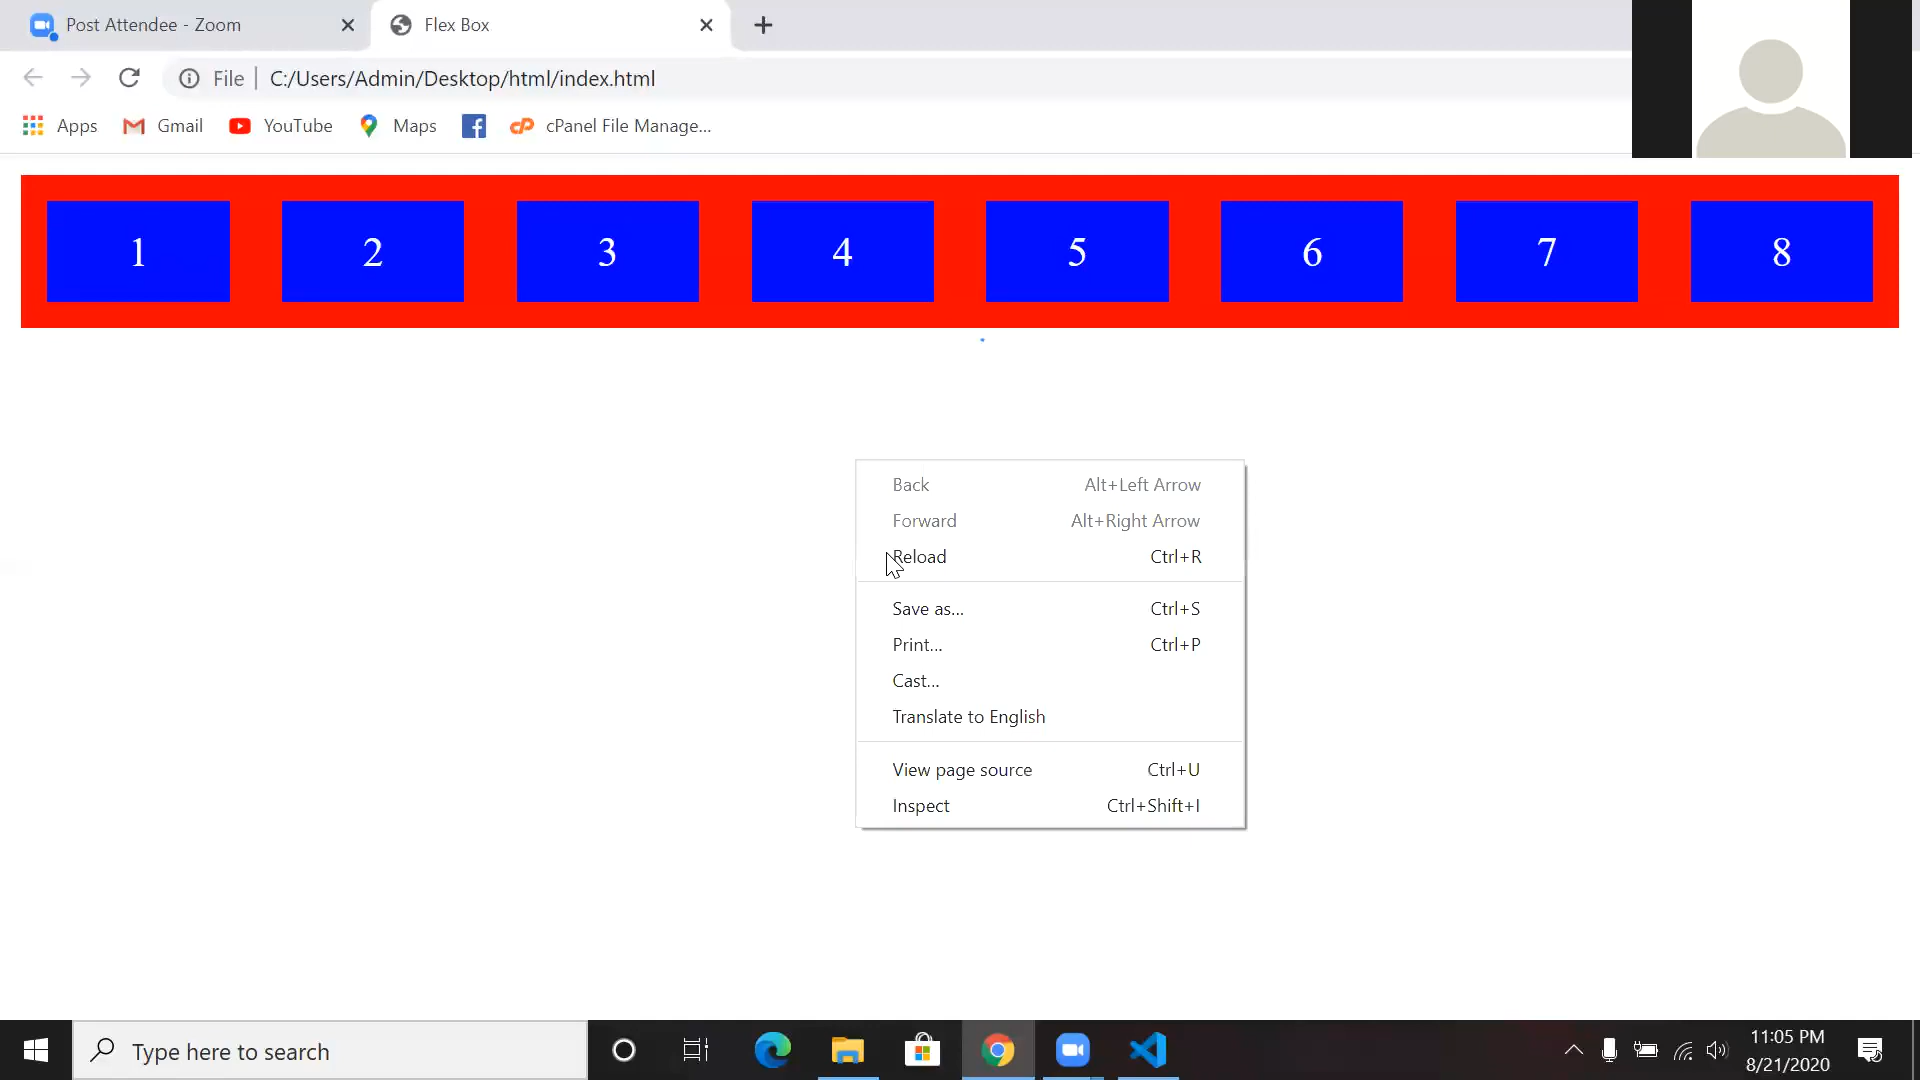 Post Attendee - Zoom
Flex Box
File
C:/Users/Admin/Desktop/html/index.html
Apps
Gmail
YouTube
Maps
cPanel File Manage...
1 2 3 4 5 6 7 8
Back Alt+Left Arrow
Forward Alt+Right Arrow
Reload Ctrl+R
Save as... Ctrl+S
Print... Ctrl+P
Cast...
Translate to English
View page source Ctrl+U
Inspect Ctrl+Shift+I
Type here to search
11:05 PM
8/21/2020